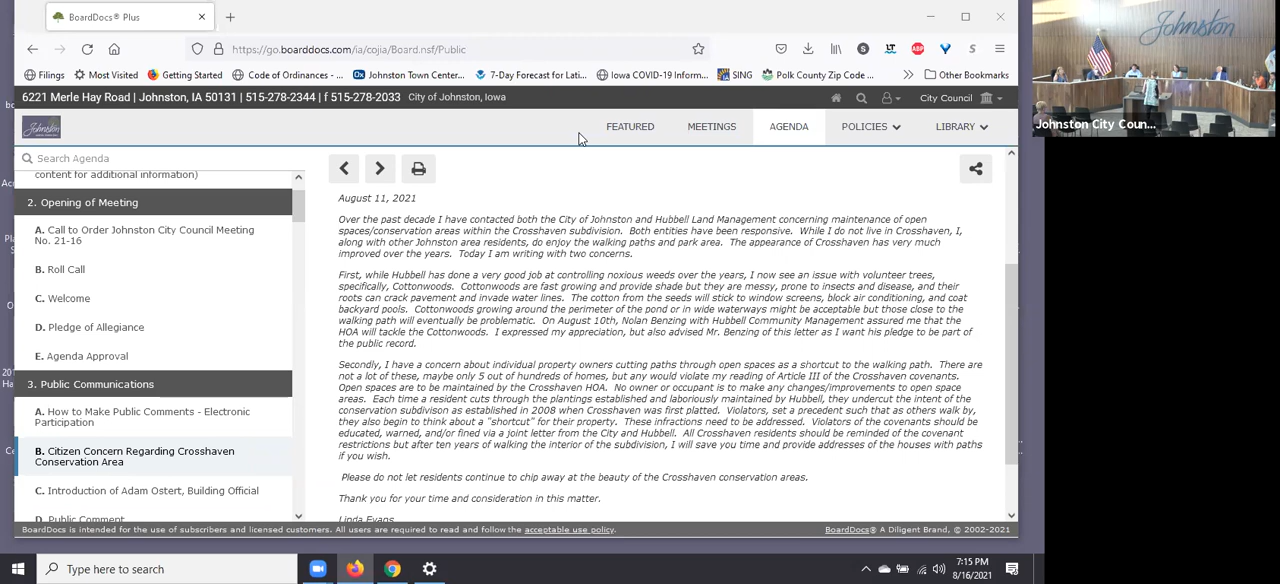 BoardDocs® Plus
https://go.boarddocs.com/ia/cojia/Board.nsf/Public
Filings
Most Visited
Getting Started
Code of Ordinances - ...
Johnston Town Center...
7-Day Forecast for Lati...
Iowa COVID-19 Inform...
SING
Polk County Zip Code ...
Other Bookmarks
6221 Merle Hay Road | Johnston, IA 50131 | 515-278-2344 | f 515-278-2033
City of Johnston, Iowa
City Council
Johnston
FEATURED
MEETINGS
AGENDA
POLICIES
LIBRARY
Search Agenda
content for additional information)
2. Opening of Meeting
A. Call to Order Johnston City Council Meeting
No. 21-16
B. Roll Call
C. Welcome
D. Pledge of Allegiance
E. Agenda Approval
3. Public Communications
A. How to Make Public Comments - Electronic
Participation
B. Citizen Concern Regarding Crosshaven
Conservation Area
C. Introduction of Adam Ostert, Building Official
D. Public Comment
August 11, 2021
Over the past decade I have contacted both the City of Johnston and Hubbell Land Management concerning maintenance of open
spaces/conservation areas within the Crosshaven subdivision. Both entities have been responsive. While I do not live in Crosshaven, I,
along with other Johnston area residents, do enjoy the walking paths and park area. The appearance of Crosshaven has very much
improved over the years. Today I am writing with two concerns.
First, while Hubbell has done a very good job at controlling noxious weeds over the years, I now see an issue with volunteer trees,
specifically, Cottonwoods. Cottonwoods are fast growing and provide shade but they are messy, prone to insects and disease, and their
roots can crack pavement and invade water lines. The cotton from the seeds will stick to window screens, block air conditioning, and coat
backyard pools. Cottonwoods growing around the perimeter of the pond or in wide waterways might be acceptable but those close to the
walking path will eventually be problematic. On August 10th, Nolan Benzing with Hubbell Community Management assured me that the
HOA will tackle the Cottonwoods. I expressed my appreciation, but also advised Mr. Benzing of this letter as I want his pledge to be part of
the public record.
Secondly, I have a concern about individual property owners cutting paths through open spaces as a shortcut to the walking path. There are
not a lot of these, maybe only 5 out of hundreds of homes, but any would violate my reading of Article III of the Crosshaven covenants.
Open spaces are to be maintained by the Crosshaven HOA. No owner or occupant is to make any changes/improvements to open space
areas. Each time a resident cuts through the plantings established and laboriously maintained by Hubbell, they undercut the intent of the
conservation subdivison as established in 2008 when Crosshaven was first platted. Violators, set a precedent such that as others walk by,
they also begin to think about a "shortcut" for their property. These infractions need to be addressed. Violators of the covenants should be
educated, warned, and/or fined via a joint letter from the City and Hubbell. All Crosshaven residents should be reminded of the covenant
restrictions but after ten years of walking the interior of the subdivision, I will save you time and provide addresses of the houses with paths
if you wish.
Please do not let residents continue to chip away at the beauty of the Crosshaven conservation areas.
Thank you for your time and consideration in this matter.
Linda Evans
BoardDocs is intended for the use of subscribers and licensed customers. All users are required to read and follow the acceptable use policy.
BoardDocs® A Diligent Brand, © 2002-2021
Type here to search
7:15 PM
8/16/2021
Johnston
Johnston City Coun...